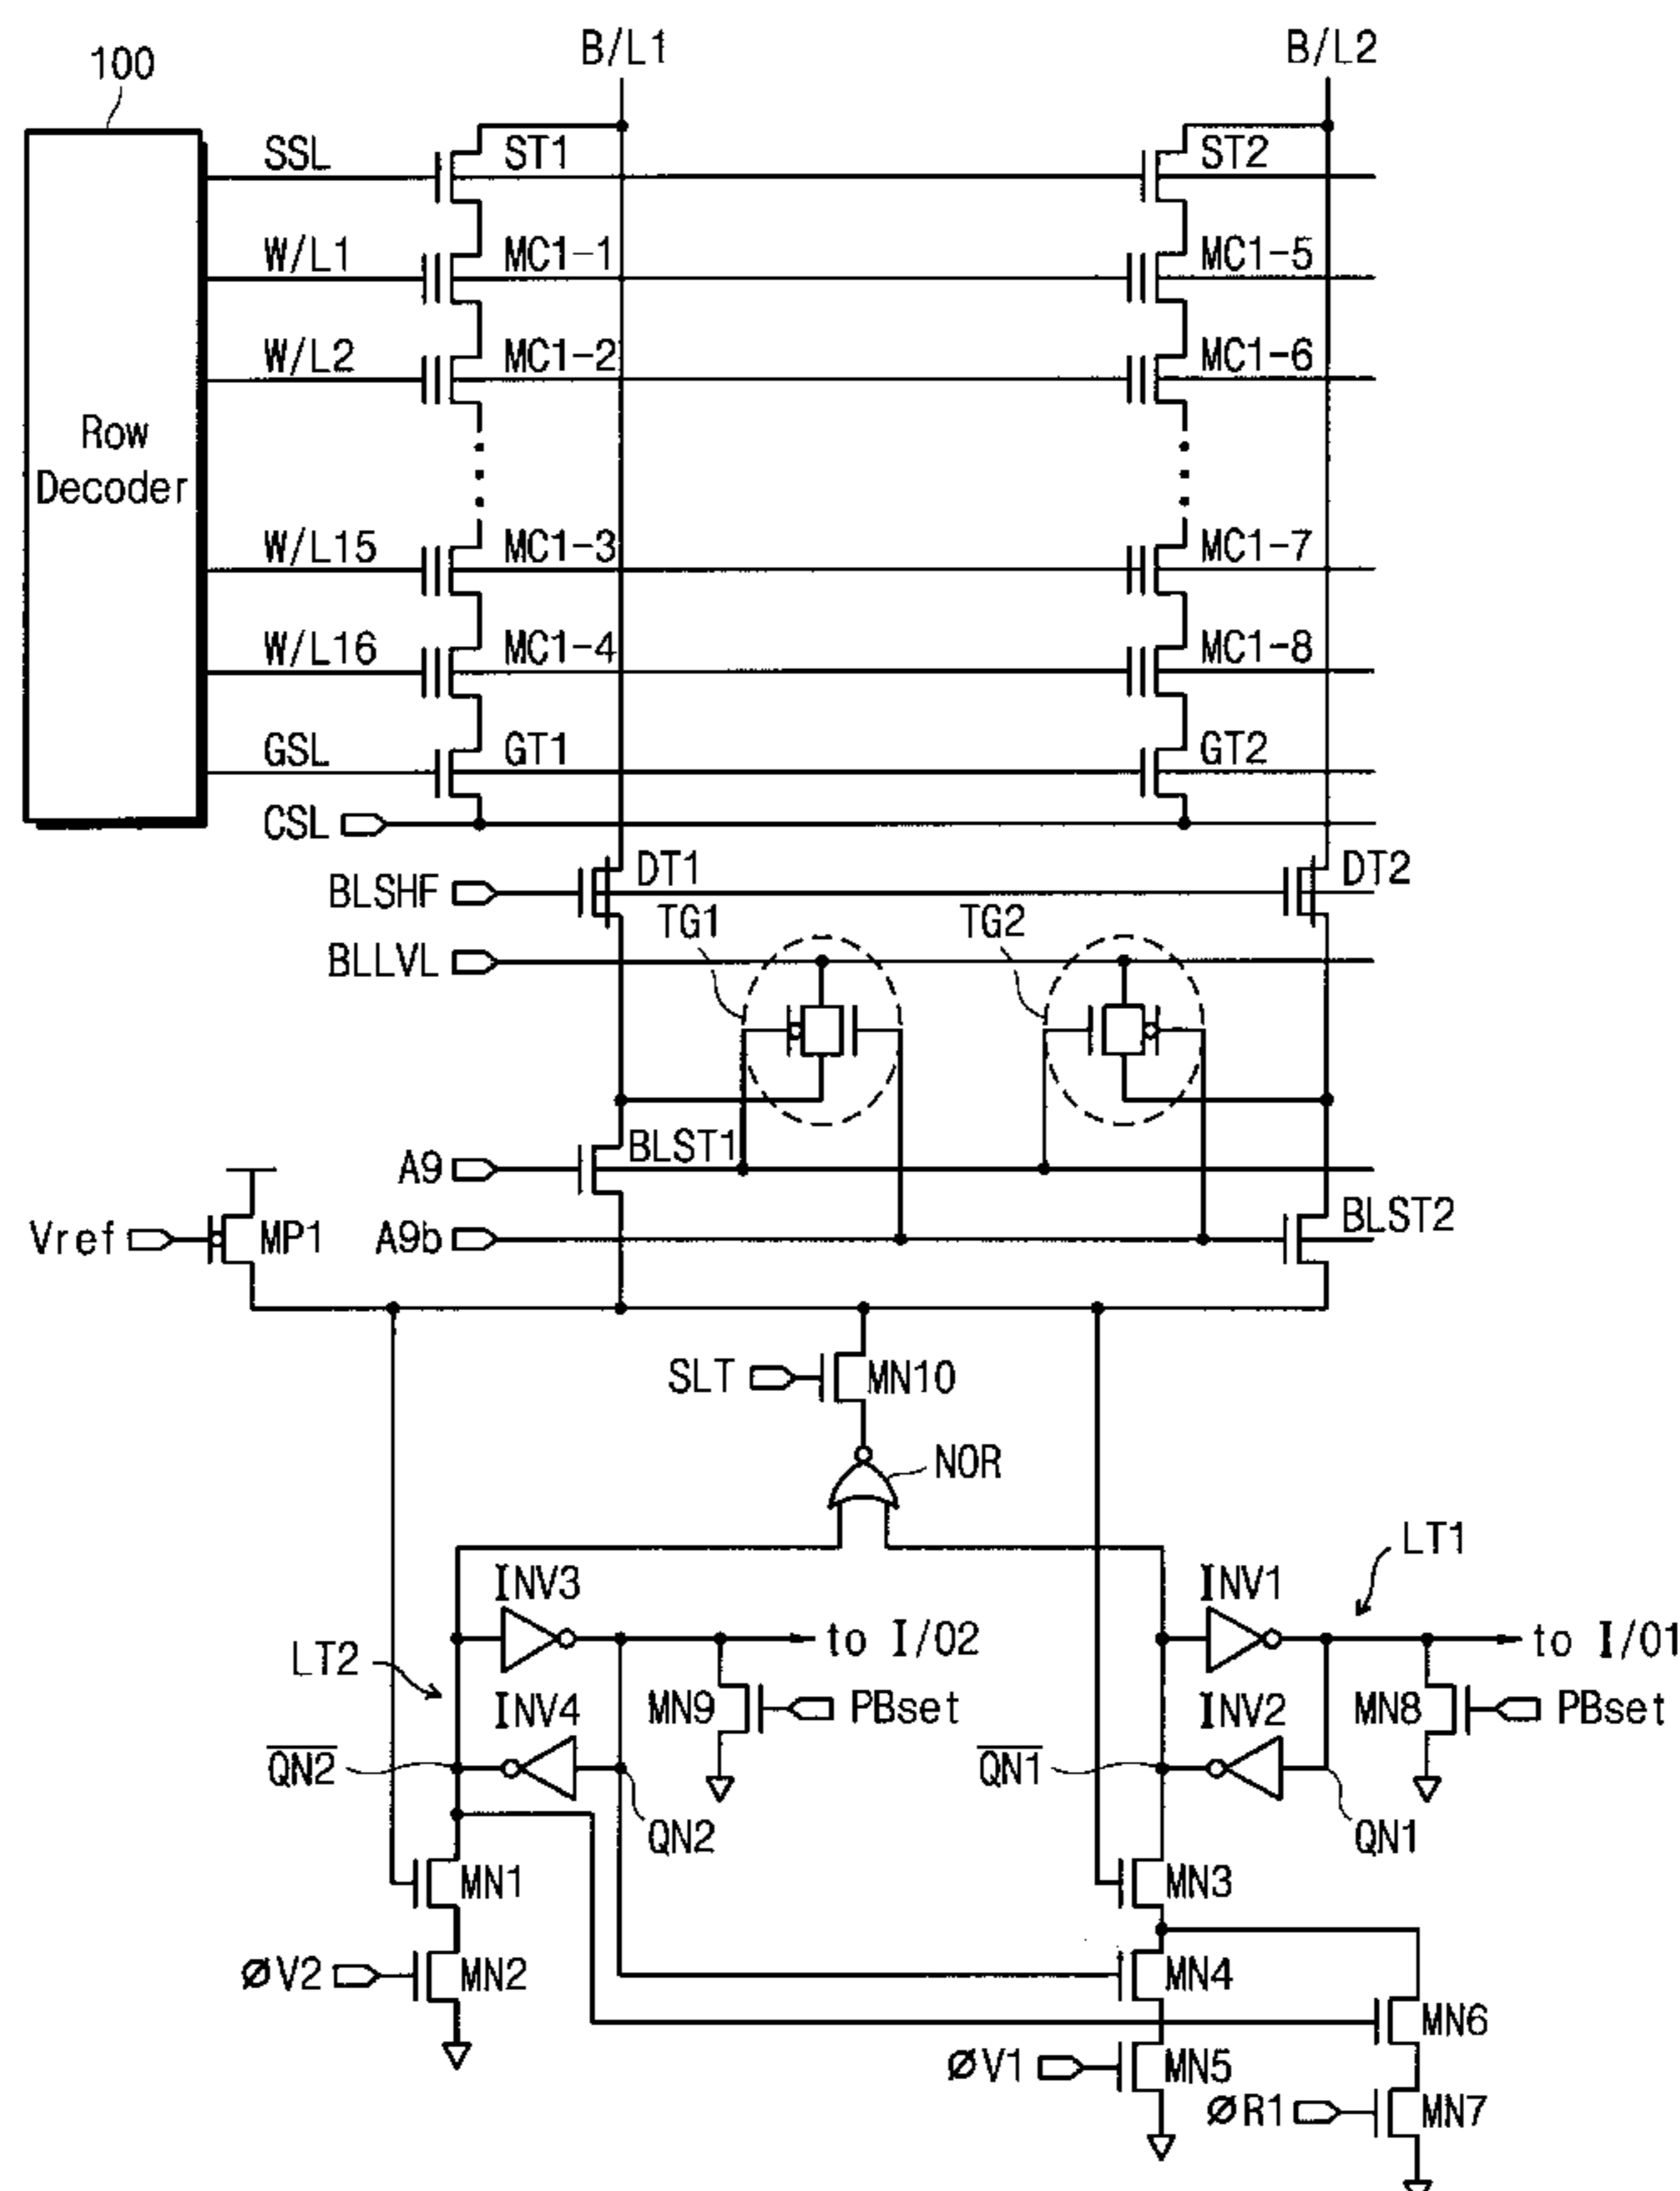 100
B/L1
B/L2
SSL
ST1
ST2
W/L1
MC1-1
MC1-5
W/L2
MC1-2
MC1-6
Row
Decoder
W/L15
MC1-3
MC1-7
W/L16
MC1-4
MC1-8
GSL
GT1
GT2
CSL
BLSHF
DT1
DT2
TG1
TG2
BLLVL
A9
BLST1
Vref
MP1
A9b
BLST2
SLT
MN10
NOR
LT1
INV3
INV1
to I/O2
to I/O1
LT2
INV4
MN9
PBset
INV2
MN8
PBset
QN2
QN1
QN2
QN1
MN1
MN3
ØV2
MN2
MN4
MN6
ØV1
MN5
ØR1
MN7